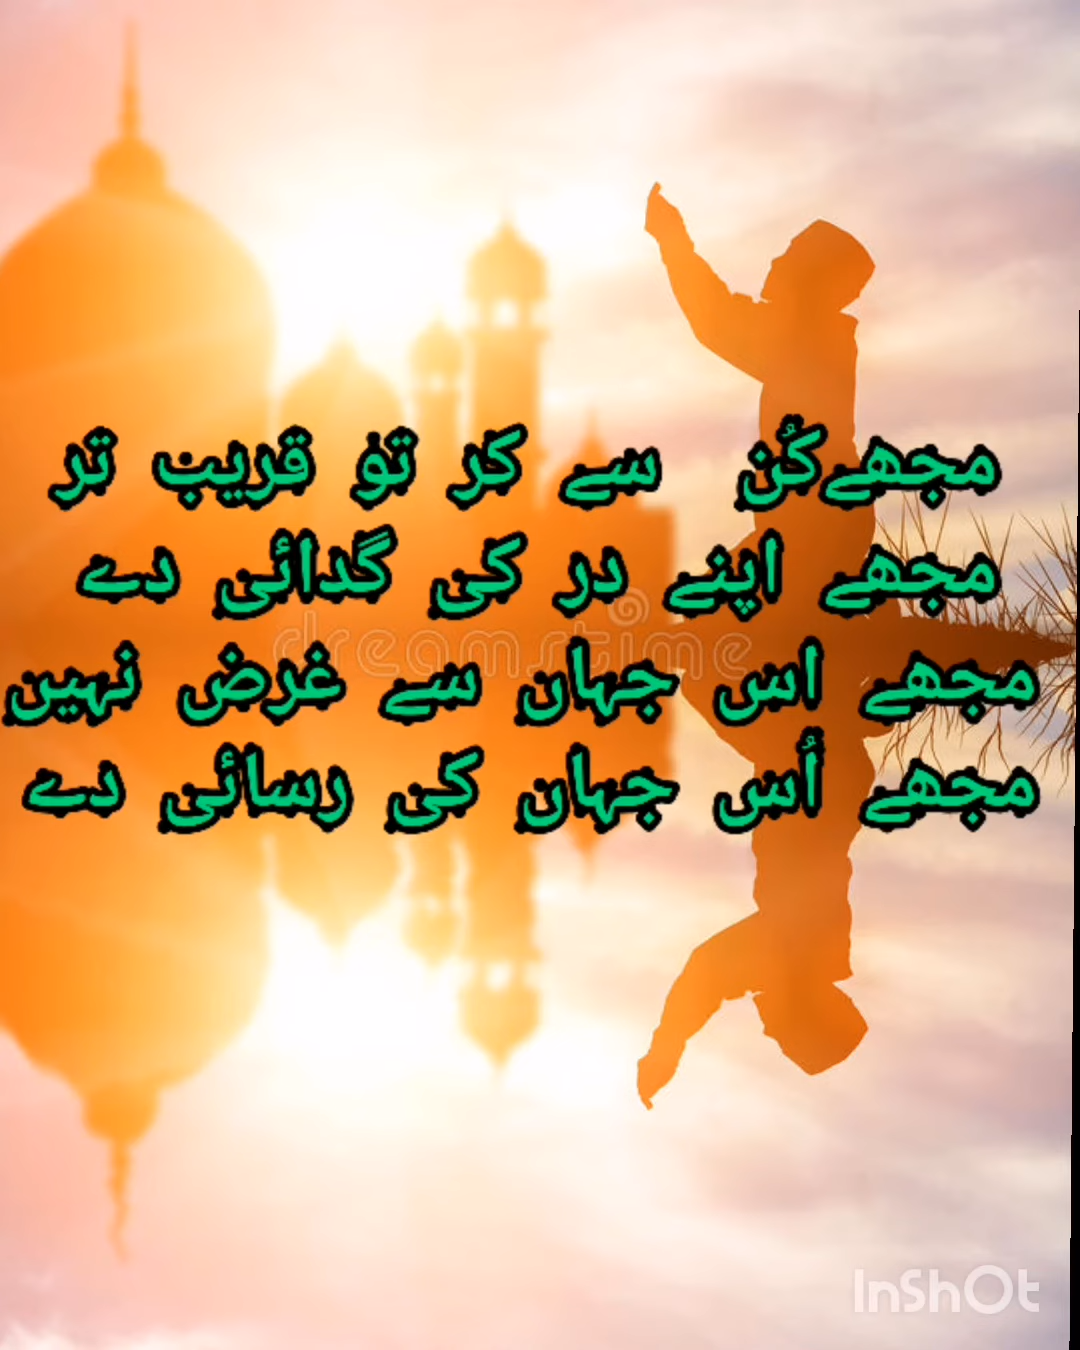 مجھے کُن سے کر تو قریب تر
مجھے اپنے در کی گدائی دے
dreamstime
مجھے اس جہان سے غرض نہیں
مجھے اُس جہان کی رسائی دے
InShOt